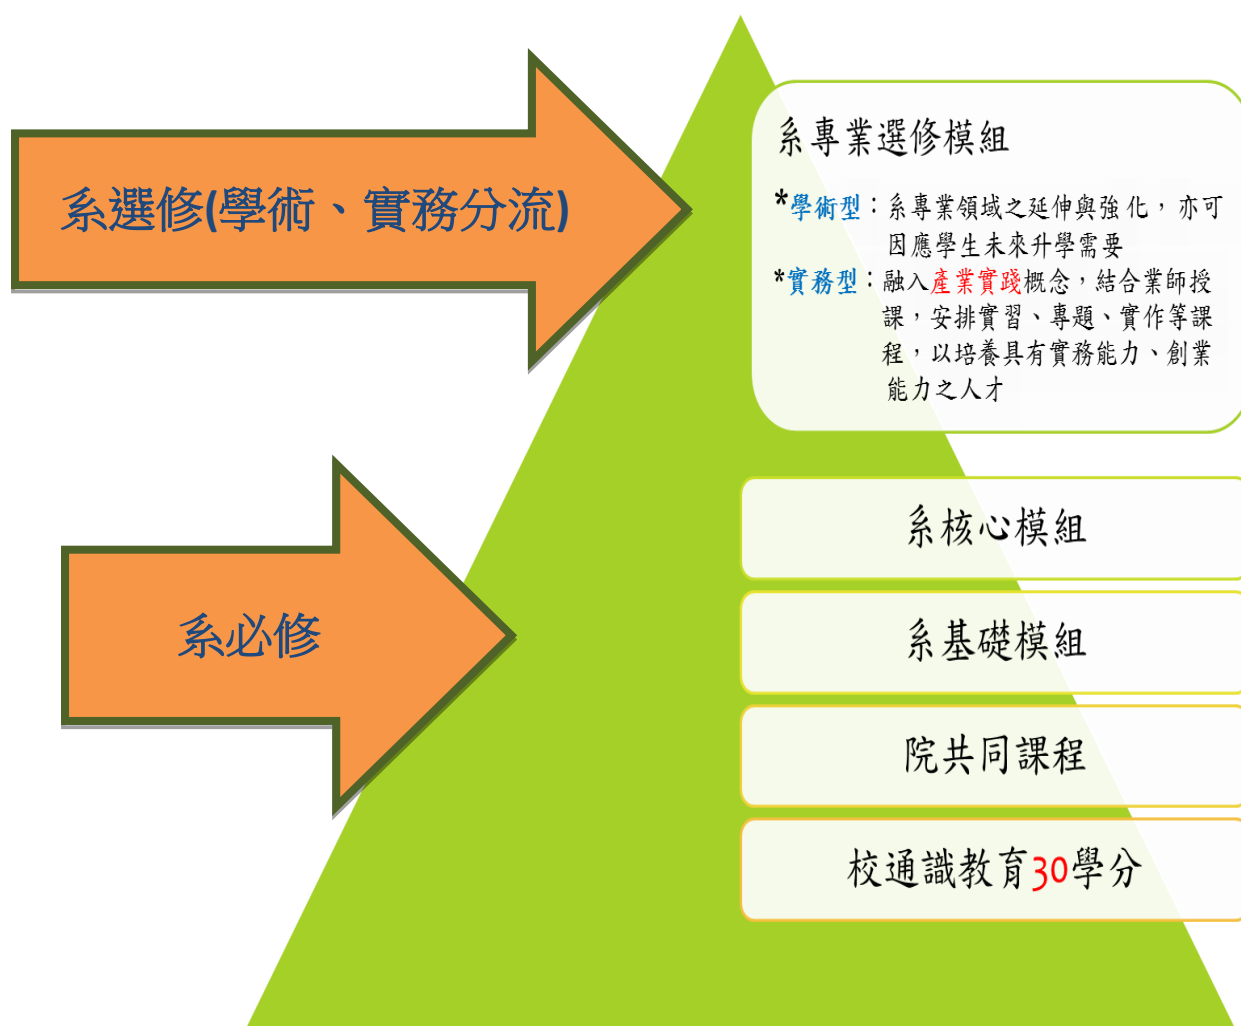 系選修(學術、實務分流)
系專業選修模組
*學術型：系專業領域之延伸與強化，亦可
因應學生未來升學需要
*實務型：融入產業實踐概念，結合業師授
課，安排實習、專題、實作等課
程，以培養具有實務能力、創業
能力之人才
系必修
系核心模組
系基礎模組
院共同課程
校通識教育30學分